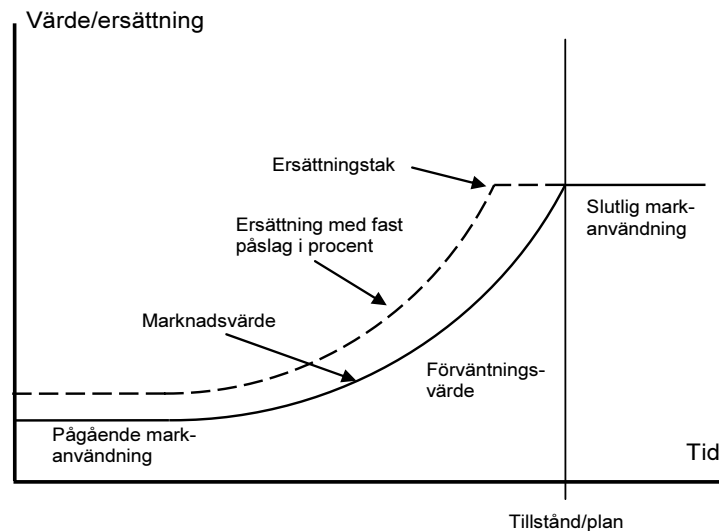 Värde/ersättning
Ersättningstak
Slutlig mark-
användning
Ersättning med fast
påslag i procent
Marknadsvärde
Förväntnings-
värde
Pågående mark-
användning
Tid
Tillstånd/plan